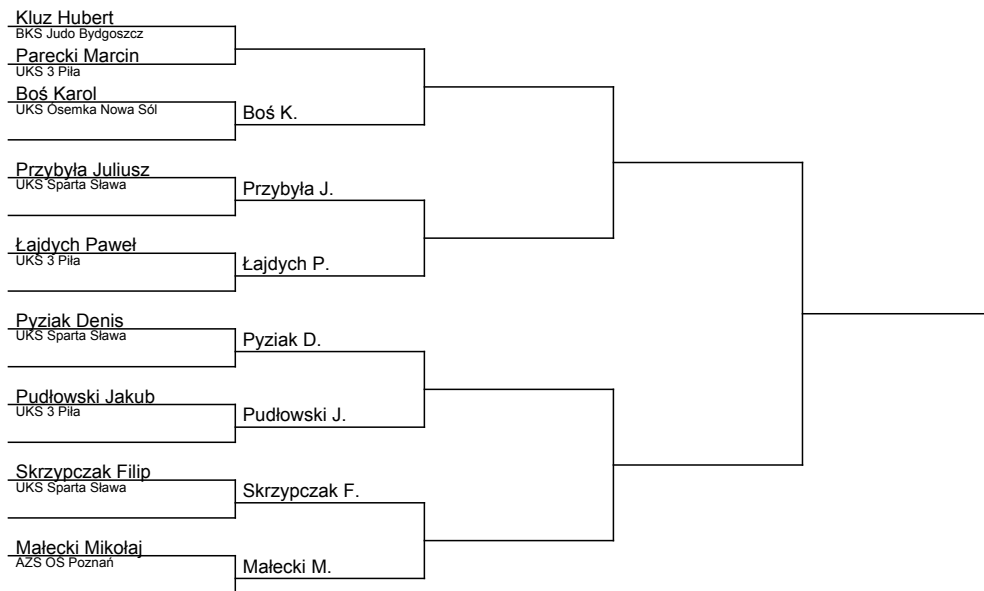 Kluz Hubert
BKS Judo Bydgoszcz
Parecki Marcin
UKS 3 Piła
Boś Karol
UKS Ósemka Nowa Sól
Boś K.
Przybyła Juliusz
UKS Sparta Sława
Przybyła J.
Łajdych Paweł
UKS 3 Piła
Łajdych P.
Pyziak Denis
UKS Sparta Sława
Pyziak D.
Pudłowski Jakub
UKS 3 Piła
Pudłowski J.
Skrzypczak Filip
UKS Sparta Sława
Skrzypczak F.
Małecki Mikołaj
AZS OŚ Poznań
Małecki M.